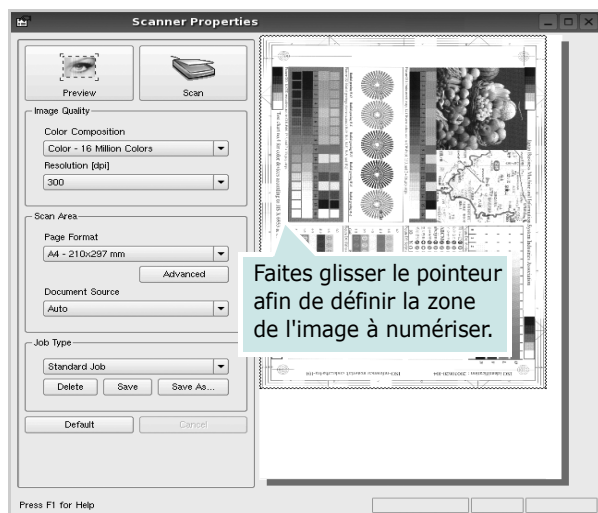 Scanner Properties
Preview
Scan
Image Quality
Color Composition
Color - 16 Million Colors
Resolution [dpi]
300
Scan Area
Page Format
A4 - 210x297 mm
Advanced
Document Source
Auto
Job Type
Standard Job
Delete
Save
Save As...
Default
Cancel
Press F1 for Help
Faites glisser le pointeur
afin de définir la zone
de l'image à numériser.